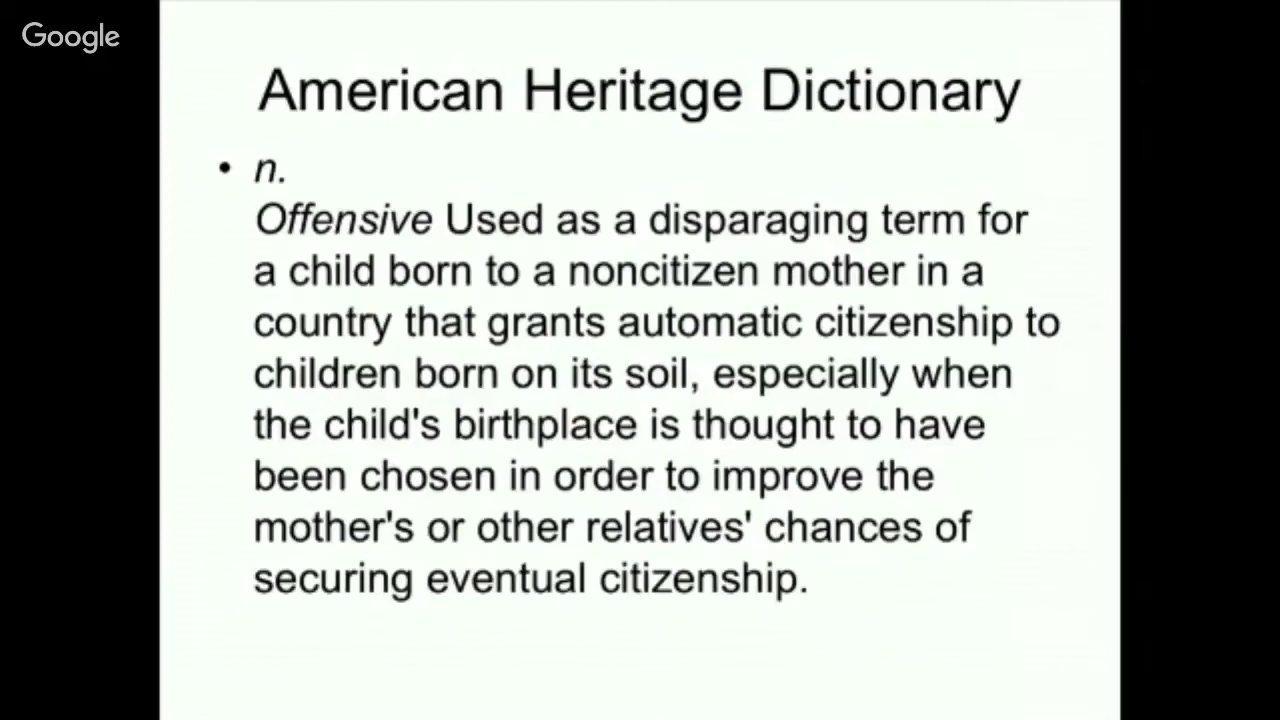 Google
American Heritage Dictionary
• n.
Offensive Used as a disparaging term for
a child born to a noncitizen mother in a
country that grants automatic citizenship to
children born on its soil, especially when
the child's birthplace is thought to have
been chosen in order to improve the
mother's or other relatives' chances of
securing eventual citizenship.